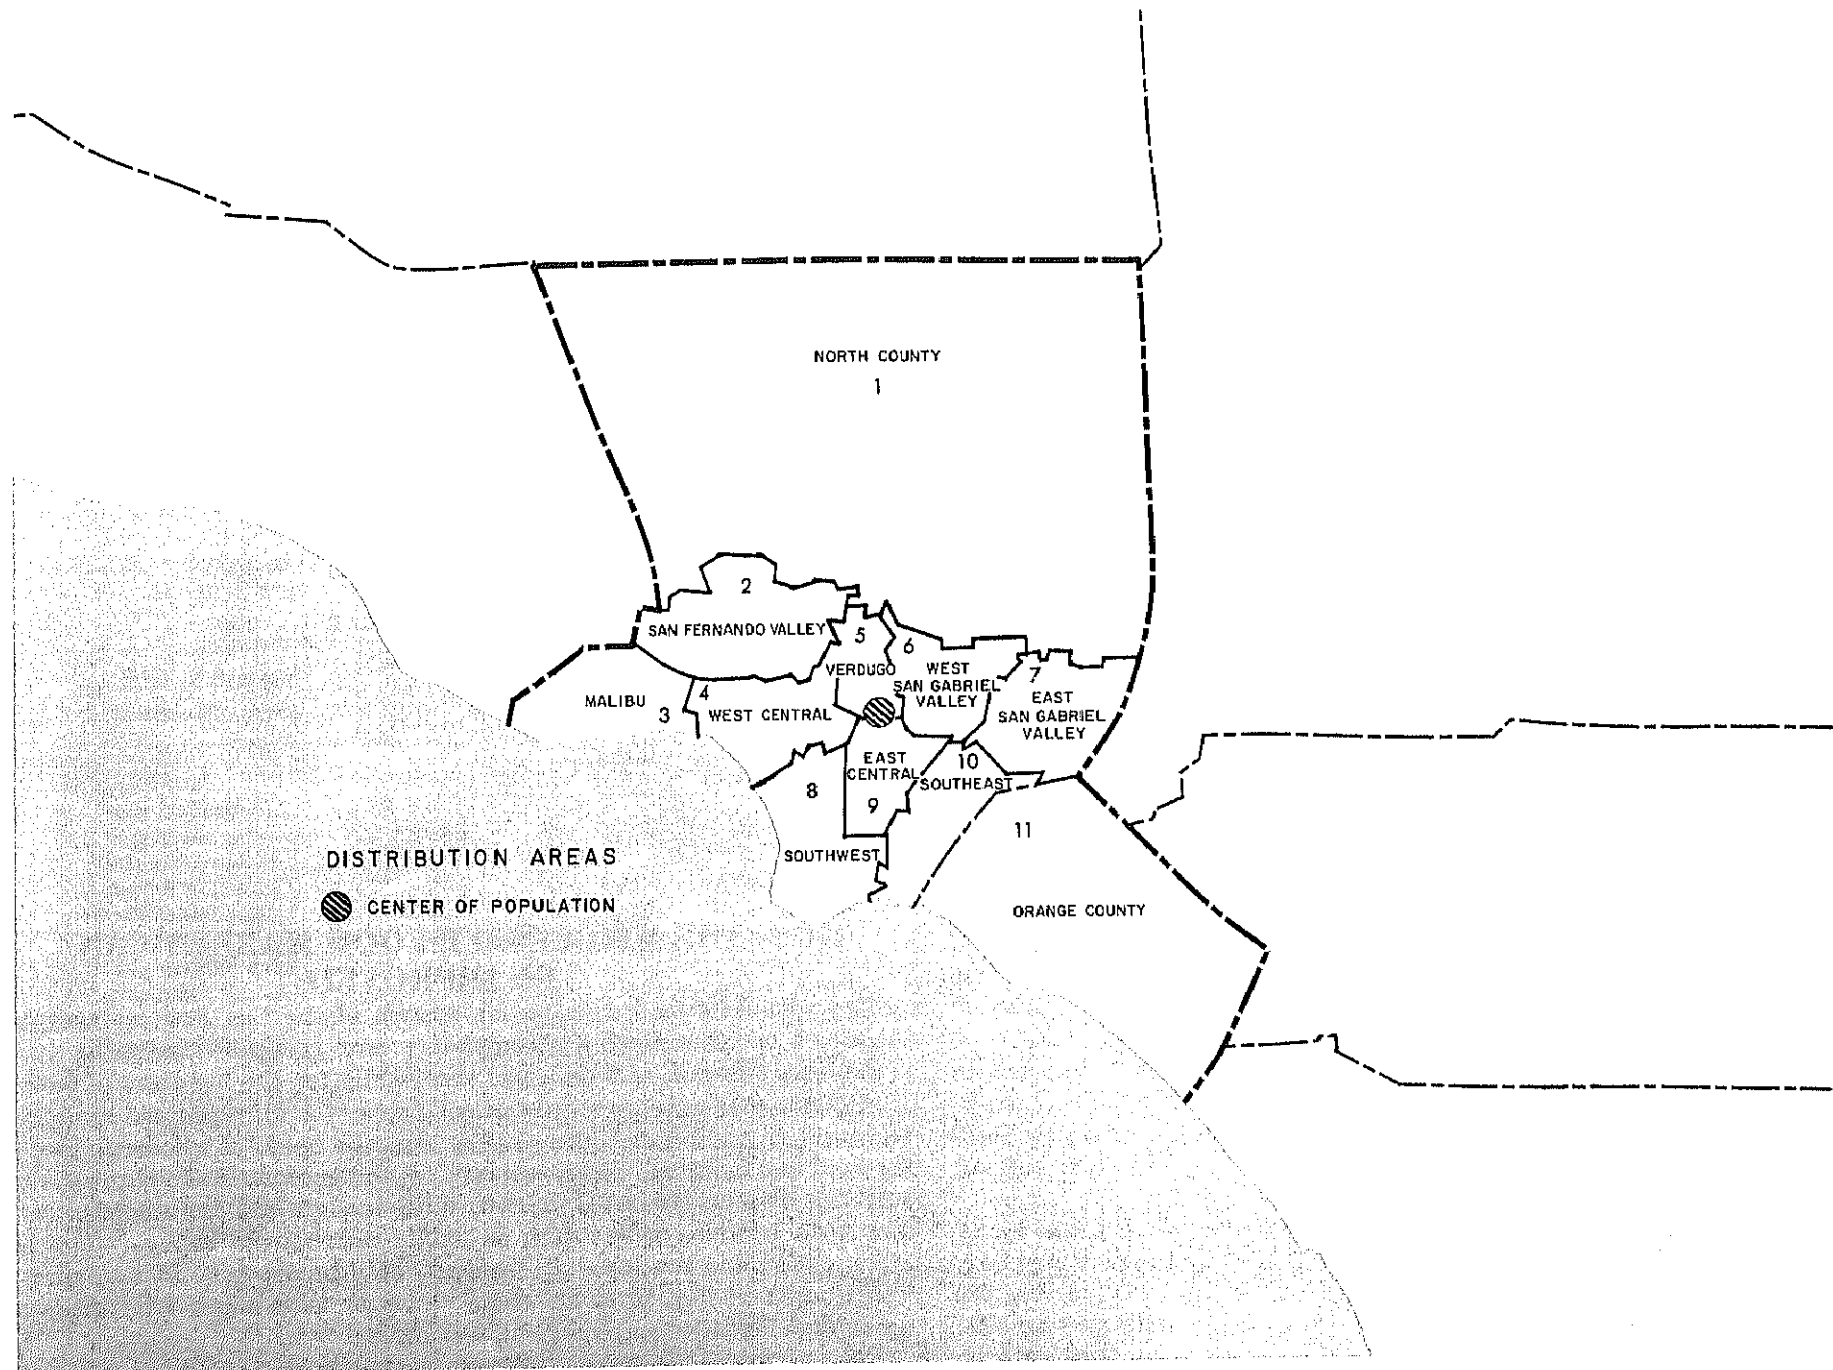 NORTH COUNTY
1
2
SAN FERNANDO VALLEY
5
VERDUGO
6
WEST
SAN GABRIEL
VALLEY
7
EAST
SAN GABRIEL
VALLEY
MALIBU
3
4
WEST CENTRAL
8
SOUTHWEST
EAST
CENTRAL
9
10
SOUTHEAST
11
ORANGE COUNTY
DISTRIBUTION AREAS
CENTER OF POPULATION